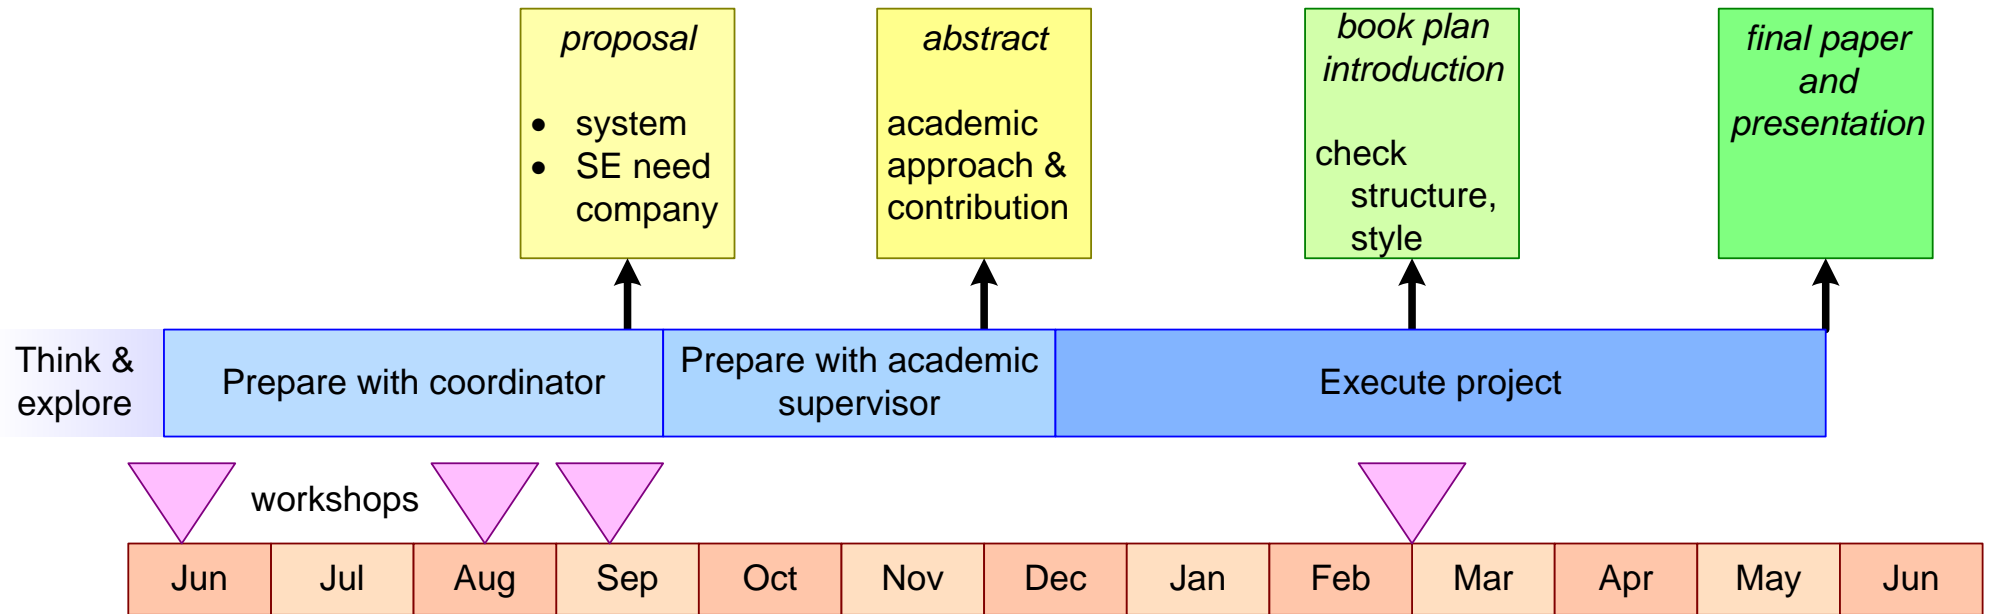 proposal
• system
• SE need
company
abstract
academic
approach &
contribution
book plan
introduction
check
structure,
style
final paper
and
presentation
Think &
explore
Prepare with coordinator
Prepare with academic
supervisor
Execute project
workshops
Jun
Jul
Aug
Sep
Oct
Nov
Dec
Jan
Feb
Mar
Apr
May
Jun